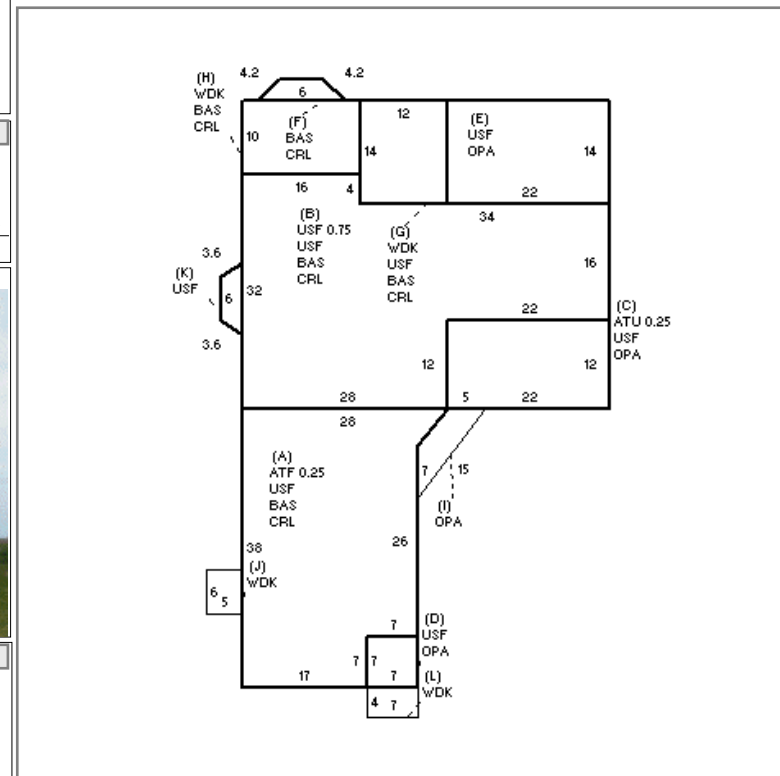 4.2
4.2
(H)
WDK
BAS
CRL
6
10
(F)
BAS
CRL
12
14
(E)
USF
OPA
14
16
4
22
(B)
USF 0.75
USF
BAS
CRL
34
(G)
WDK
USF
BAS
CRL
16
3.6
(K)
USF
6
32
3.6
22
(C)
ATU 0.25
USF
OPA
12
12
28
5
22
28
(A)
ATF 0.25
USF
BAS
CRL
7
15
(I)
OPA
38
26
(J)
WDK
6
5
7
(D)
USF
OPA
7
7
17
7
(L)
WDK
4
7